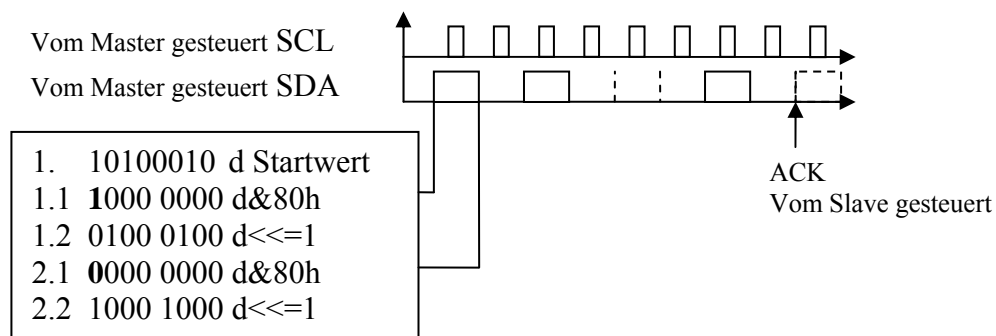 Vom Master gesteuert SCL
Vom Master gesteuert SDA
1. 10100010 d Startwert
1.1 1000 0000 d&80h
1.2 0100 0100 d<<=1
2.1 0000 0000 d&80h
2.2 1000 1000 d<<=1
ACK
Vom Slave gesteuert